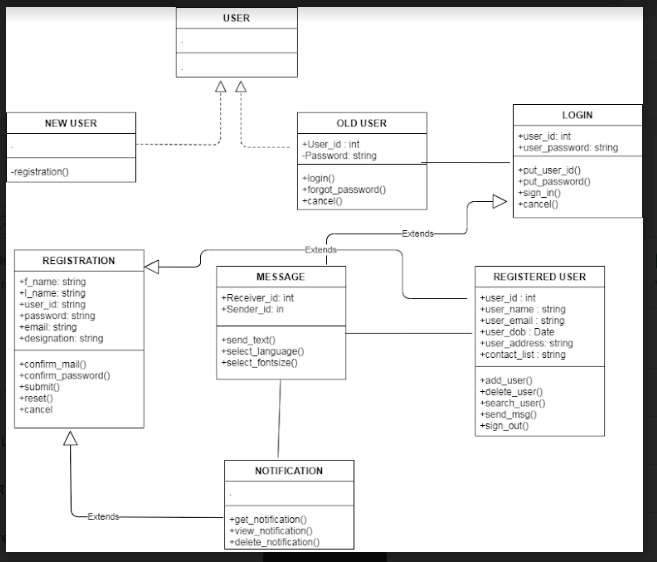 USER
.
.
NEW USER
.
-registration()
OLD USER
+User_id : int
-Password: string
+login()
+forgot_password()
+cancel()
LOGIN
+user_id: int
+user_password: string
+put_user_id()
+put_password()
+sign_in()
+cancel()
Extends
Extends
REGISTRATION
+f_name: string
+l_name: string
+user_id: string
+password: string
+email: string
+designation: string
+confirm_mail()
+confirm_password()
+submit()
+reset()
+cancel
MESSAGE
+Receiver_id: int
+Sender_id: in
+send_text()
+select_language()
+select_fontsize()
REGISTERED USER
+user_id : int
+user_name : string
+user_email : string
+user_dob : Date
+user_address: string
+contact_list : string
+add_user()
+delete_user()
+search_user()
+send_msg()
+sign_out()
NOTIFICATION
.
+get_notification()
+view_notification()
+delete_notification()
Extends